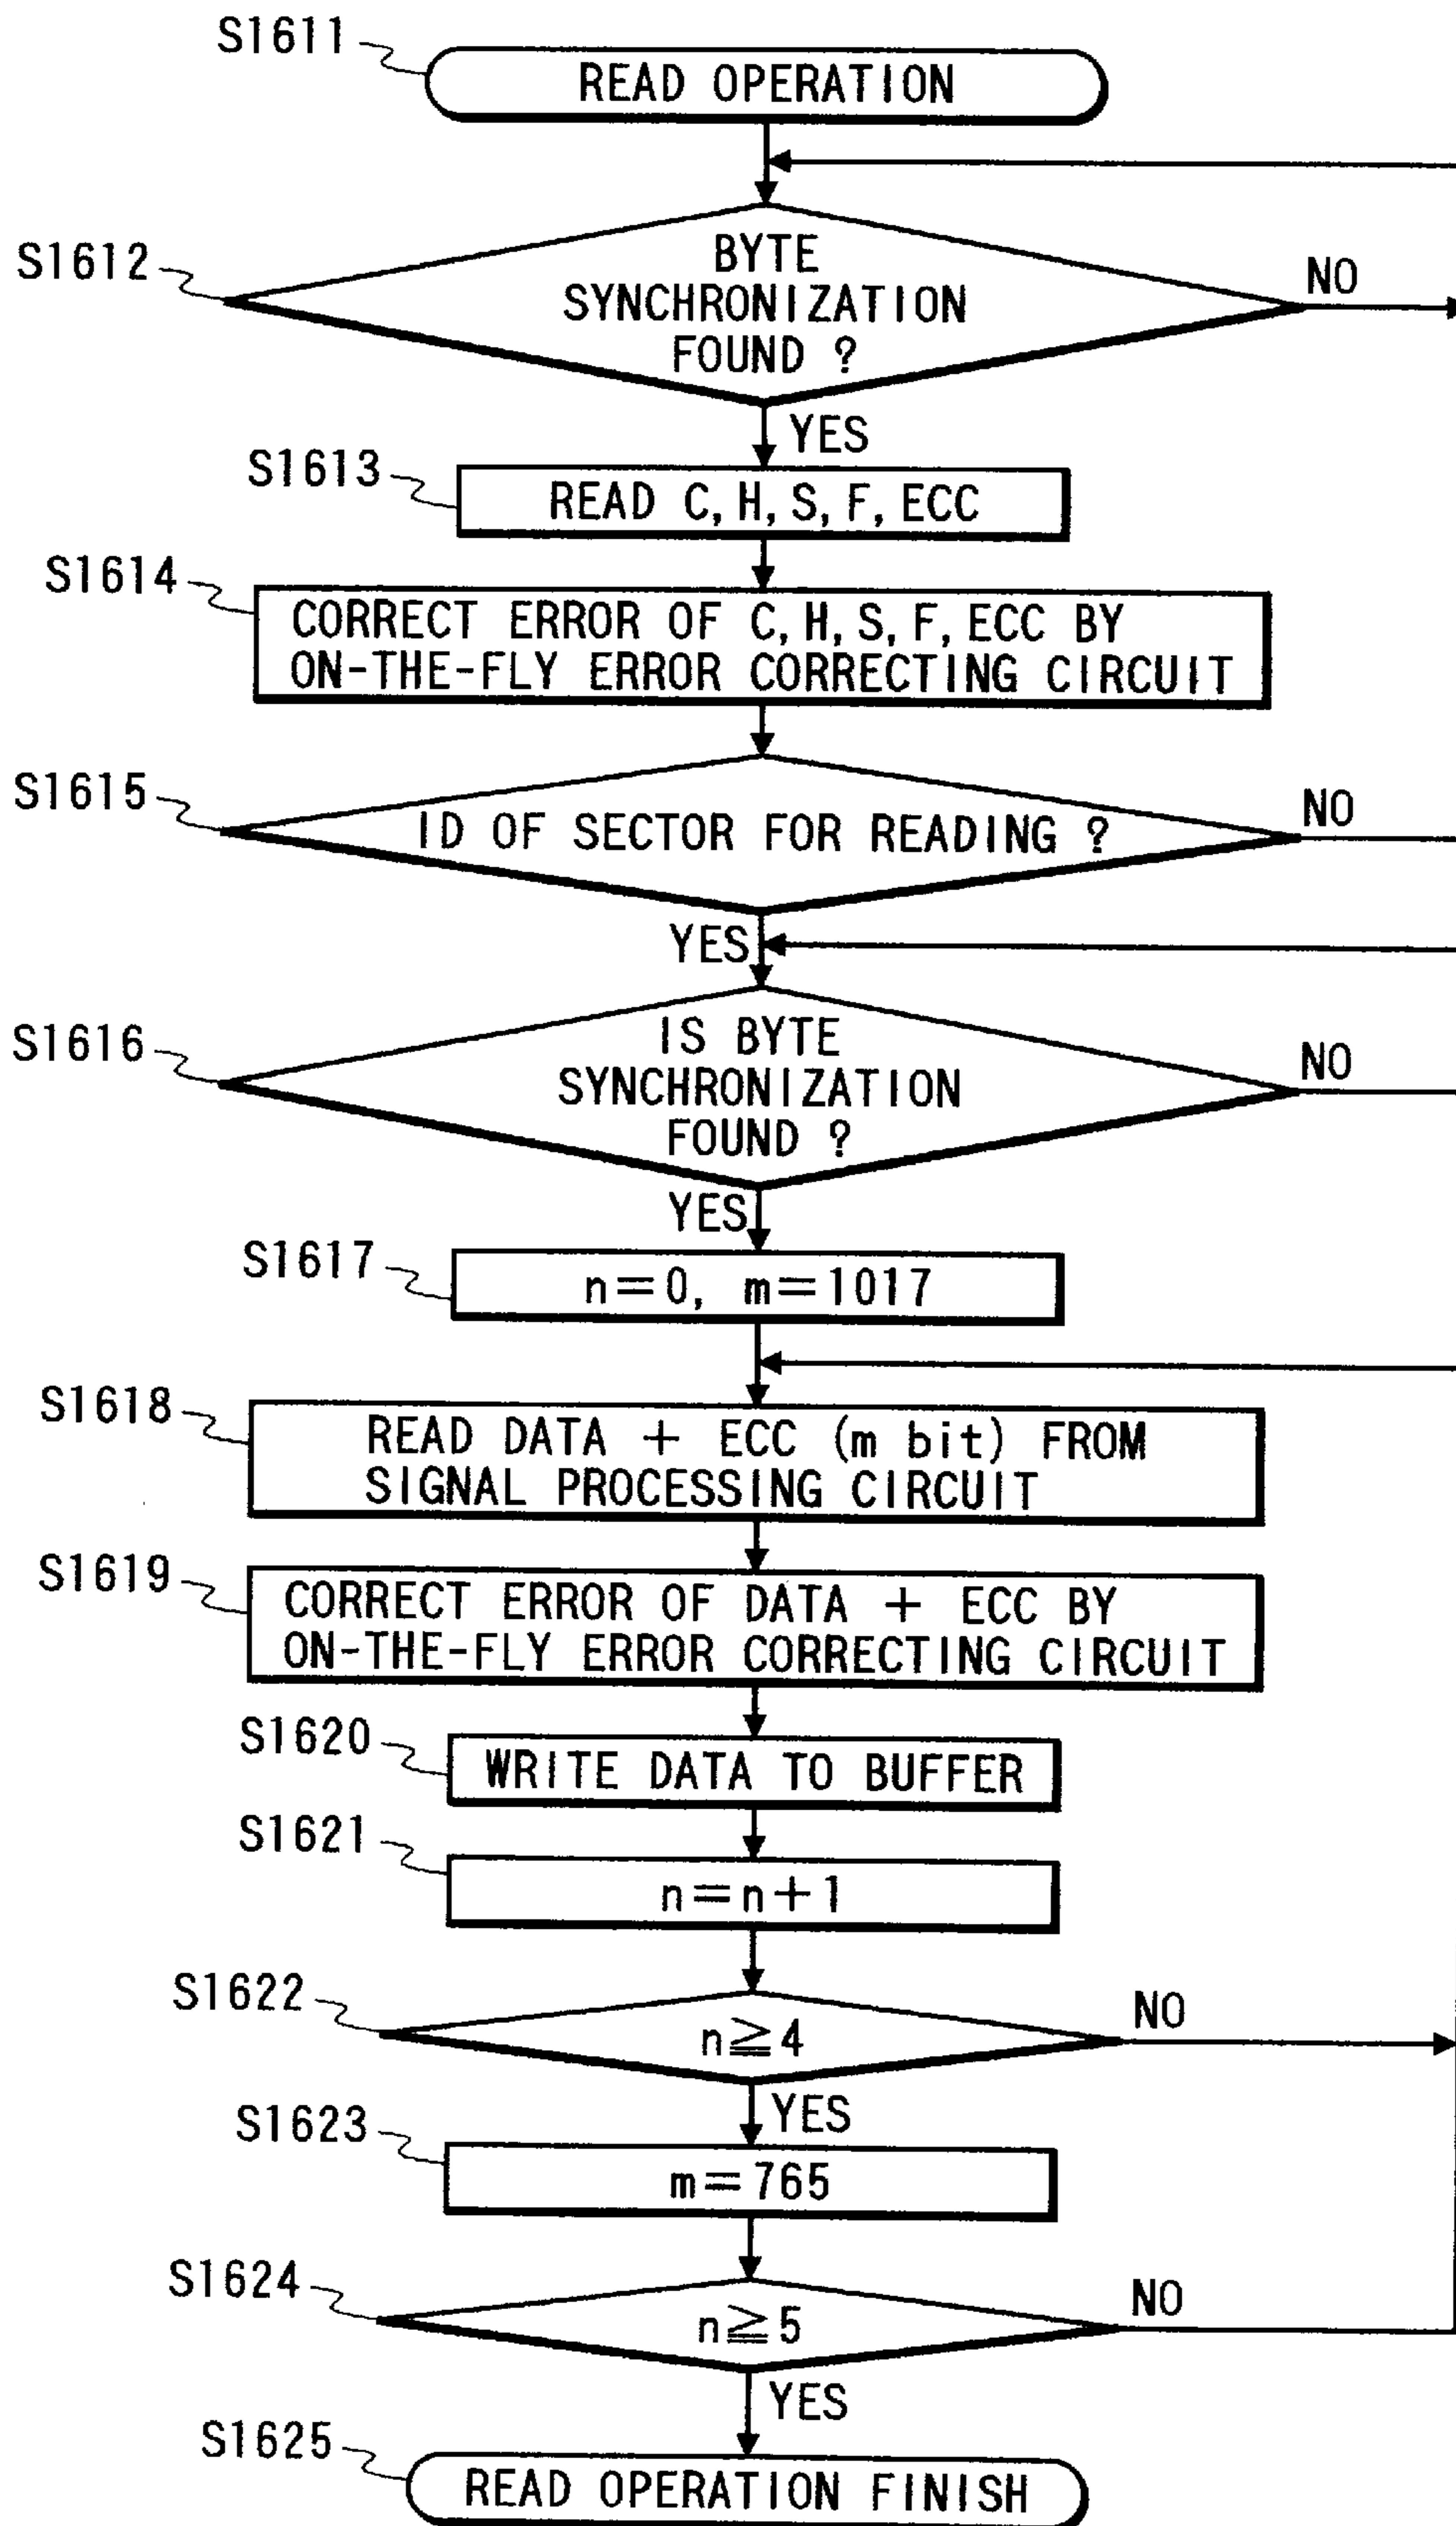 S1611
READ OPERATION
S1612
BYTE
SYNCHRONIZATION
FOUND ?
NO
YES
S1613
READ C, H, S, F, ECC
S1614
CORRECT ERROR OF C, H, S, F, ECC BY
ON-THE-FLY ERROR CORRECTING CIRCUIT
S1615
ID OF SECTOR FOR READING ?
NO
YES
S1616
IS BYTE
SYNCHRONIZATION
FOUND ?
NO
YES
S1617
n=0, m=1017
S1618
READ DATA + ECC (m bit) FROM
SIGNAL PROCESSING CIRCUIT
S1619
CORRECT ERROR OF DATA + ECC BY
ON-THE-FLY ERROR CORRECTING CIRCUIT
S1620
WRITE DATA TO BUFFER
S1621
n=n+1
S1622
n≧4
NO
YES
S1623
m=765
S1624
n≧5
NO
YES
S1625
READ OPERATION FINISH